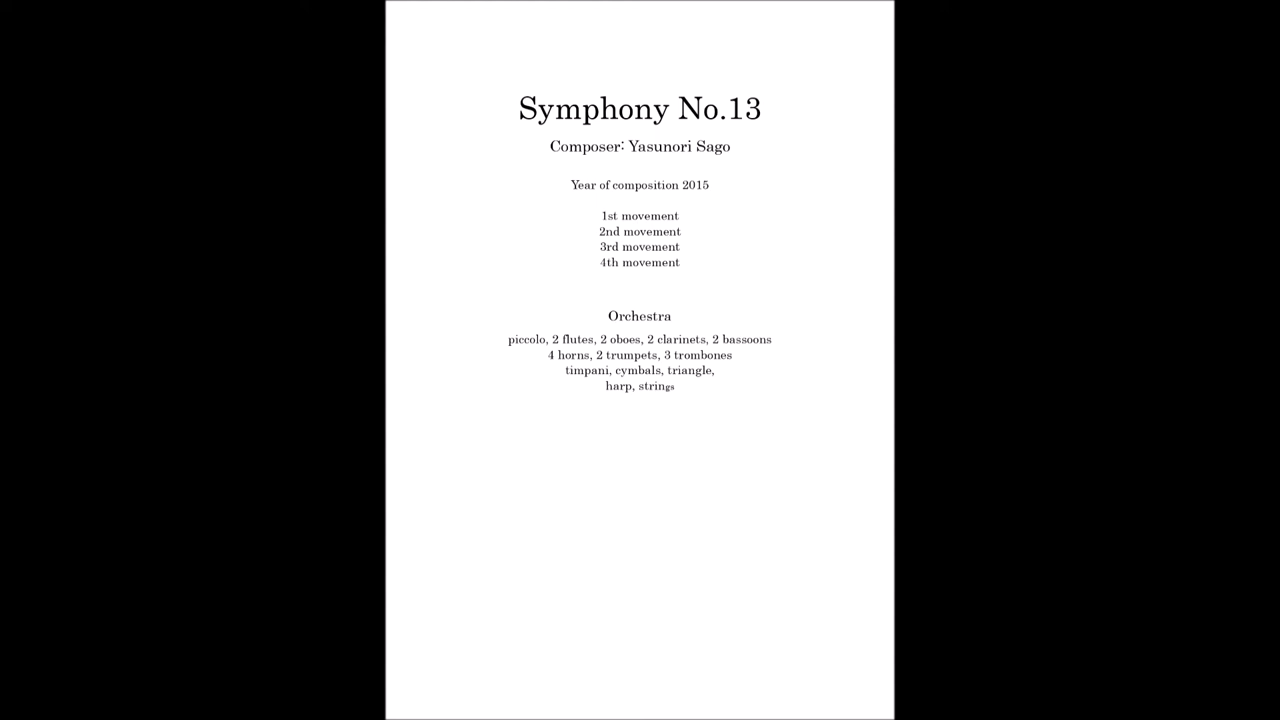 Symphony No.13
Composer: Yasunori Sago
Year of composition 2015
1st movement
2nd movement
3rd movement
4th movement
Orchestra
piccolo, 2 flutes, 2 oboes, 2 clarinets, 2 bassoons
4 horns, 2 trumpets, 3 trombones
timpani, cymbals, triangle,
harp, strings